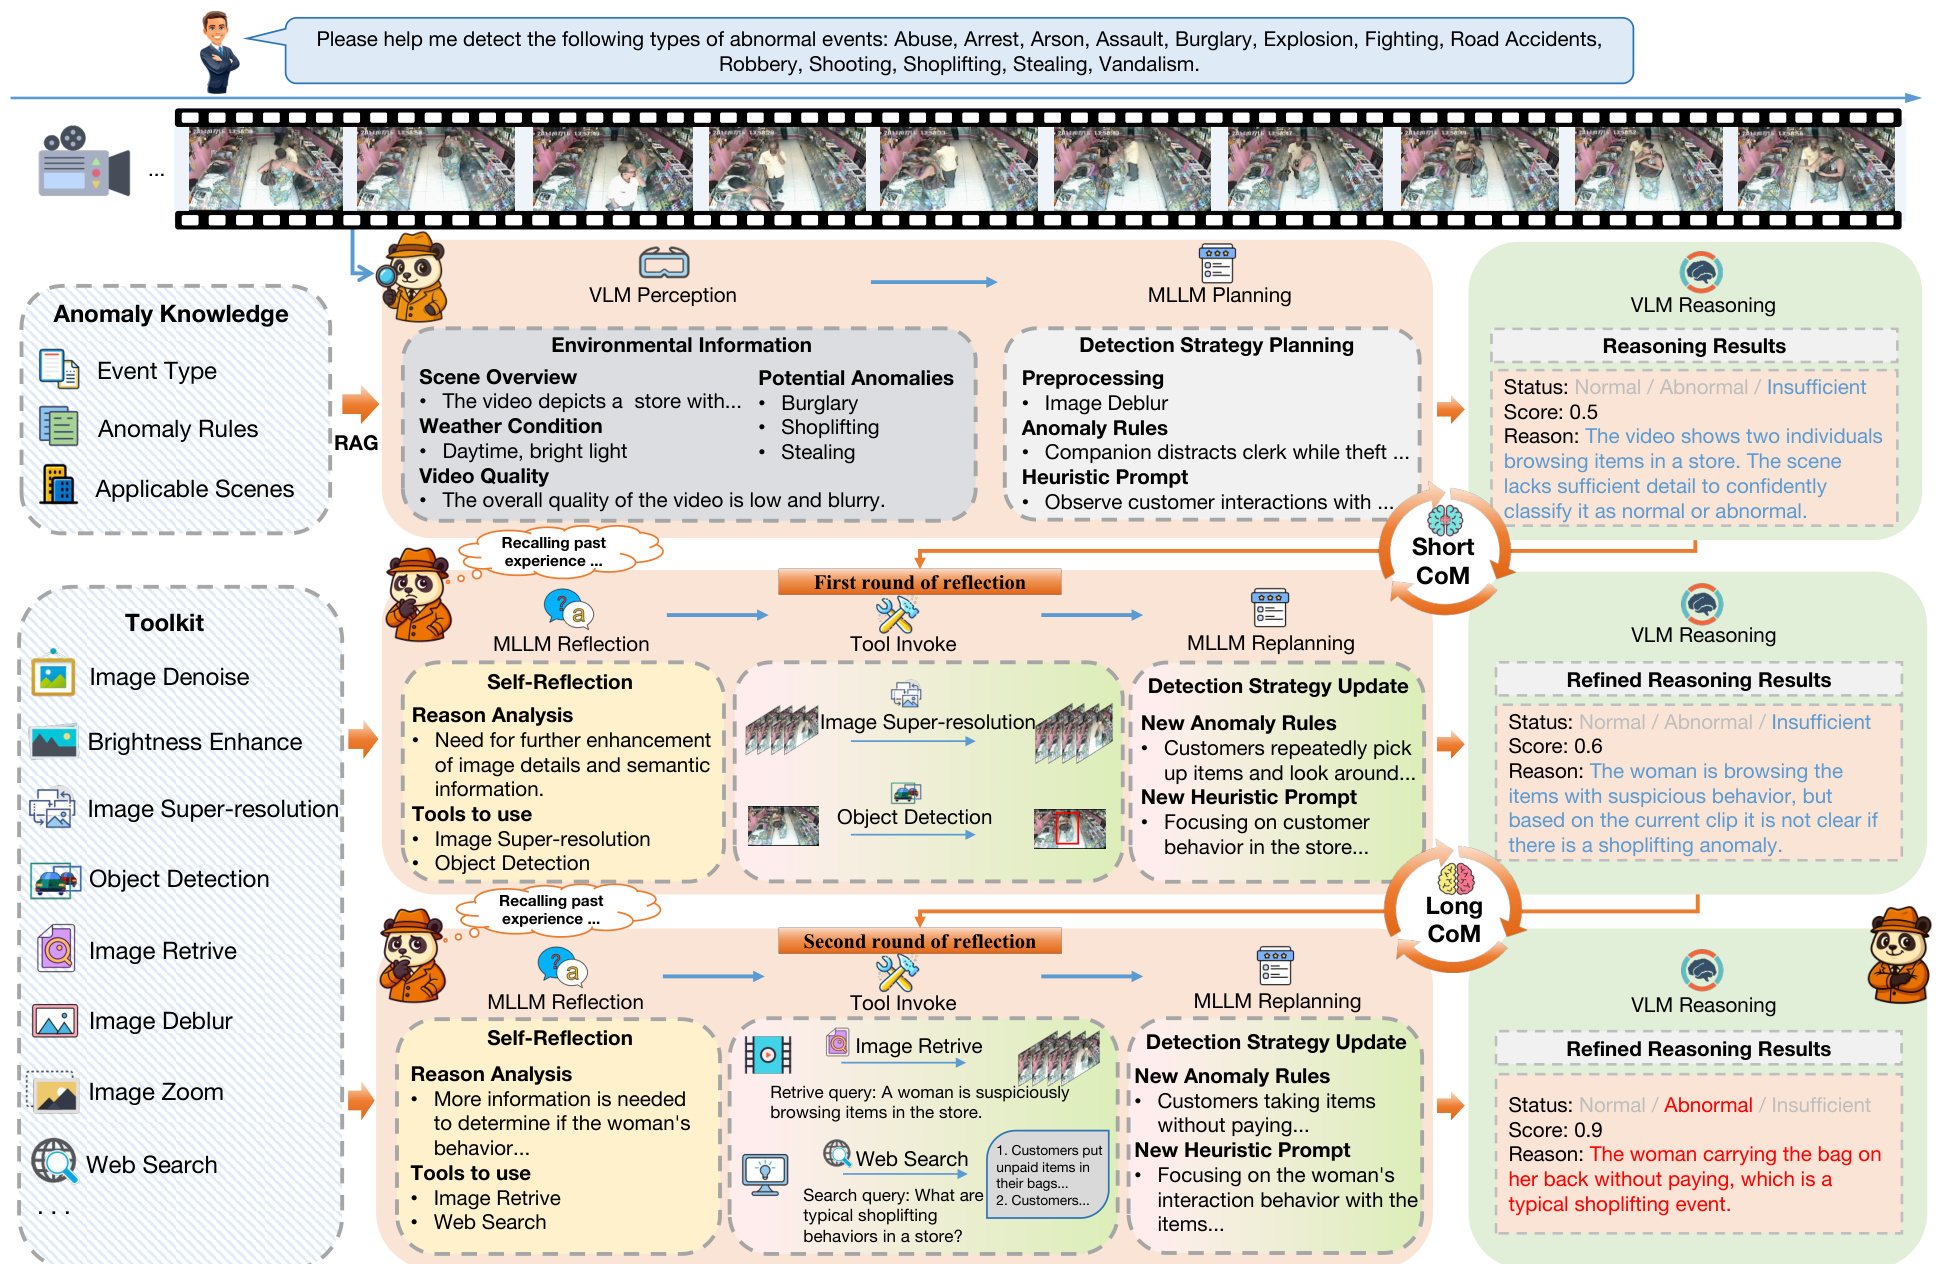 Please help me detect the following types of abnormal events: Abuse, Arrest, Arson, Assault, Burglary, Explosion, Fighting, Road Accidents,
Robbery, Shooting, Shoplifting, Stealing, Vandalism.
...
Anomaly Knowledge
Event Type
Anomaly Rules
Applicable Scenes
RAG
VLM Perception
Environmental Information
Scene Overview
• The video depicts a store with...
Weather Condition
• Daytime, bright light
Video Quality
• The overall quality of the video is low and blurry.
Potential Anomalies
• Burglary
• Shoplifting
• Stealing
MLLM Planning
Detection Strategy Planning
Preprocessing
• Image Deblur
Anomaly Rules
• Companion distracts clerk while theft ...
Heuristic Prompt
• Observe customer interactions with ...
VLM Reasoning
Reasoning Results
Status: Normal / Abnormal / Insufficient
Score: 0.5
Reason: The video shows two individuals
browsing items in a store. The scene
lacks sufficient detail to confidently
classify it as normal or abnormal.
Short
CoM
Toolkit
Image Denoise
Brightness Enhance
Image Super-resolution
Object Detection
Image Retrive
Image Deblur
Image Zoom
Web Search
...
Recalling past
experience ...
First round of reflection
MLLM Reflection
Self-Reflection
Reason Analysis
• Need for further enhancement
of image details and semantic
information.
Tools to use
• Image Super-resolution
• Object Detection
Tool Invoke
Image Super-resolution
Object Detection
MLLM Replanning
Detection Strategy Update
New Anomaly Rules
• Customers repeatedly pick
up items and look around...
New Heuristic Prompt
• Focusing on customer
behavior in the store...
VLM Reasoning
Refined Reasoning Results
Status: Normal / Abnormal / Insufficient
Score: 0.6
Reason: The woman is browsing the
items with suspicious behavior, but
based on the current clip it is not clear if
there is a shoplifting anomaly.
Long
CoM
Recalling past
experience ...
Second round of reflection
MLLM Reflection
Self-Reflection
Reason Analysis
• More information is needed
to determine if the woman's
behavior...
Tools to use
• Image Retrive
• Web Search
Tool Invoke
Image Retrive
Retrive query: A woman is suspiciously
browsing items in the store.
Web Search
Search query: What are
typical shoplifting
behaviors in a store?
1. Customers put
unpaid items in
their bags...
2. Customers...
MLLM Replanning
Detection Strategy Update
New Anomaly Rules
• Customers taking items
without paying...
New Heuristic Prompt
• Focusing on the woman's
interaction behavior with the
items...
VLM Reasoning
Refined Reasoning Results
Status: Normal / Abnormal / Insufficient
Score: 0.9
Reason: The woman carrying the bag on
her back without paying, which is a
typical shoplifting event.